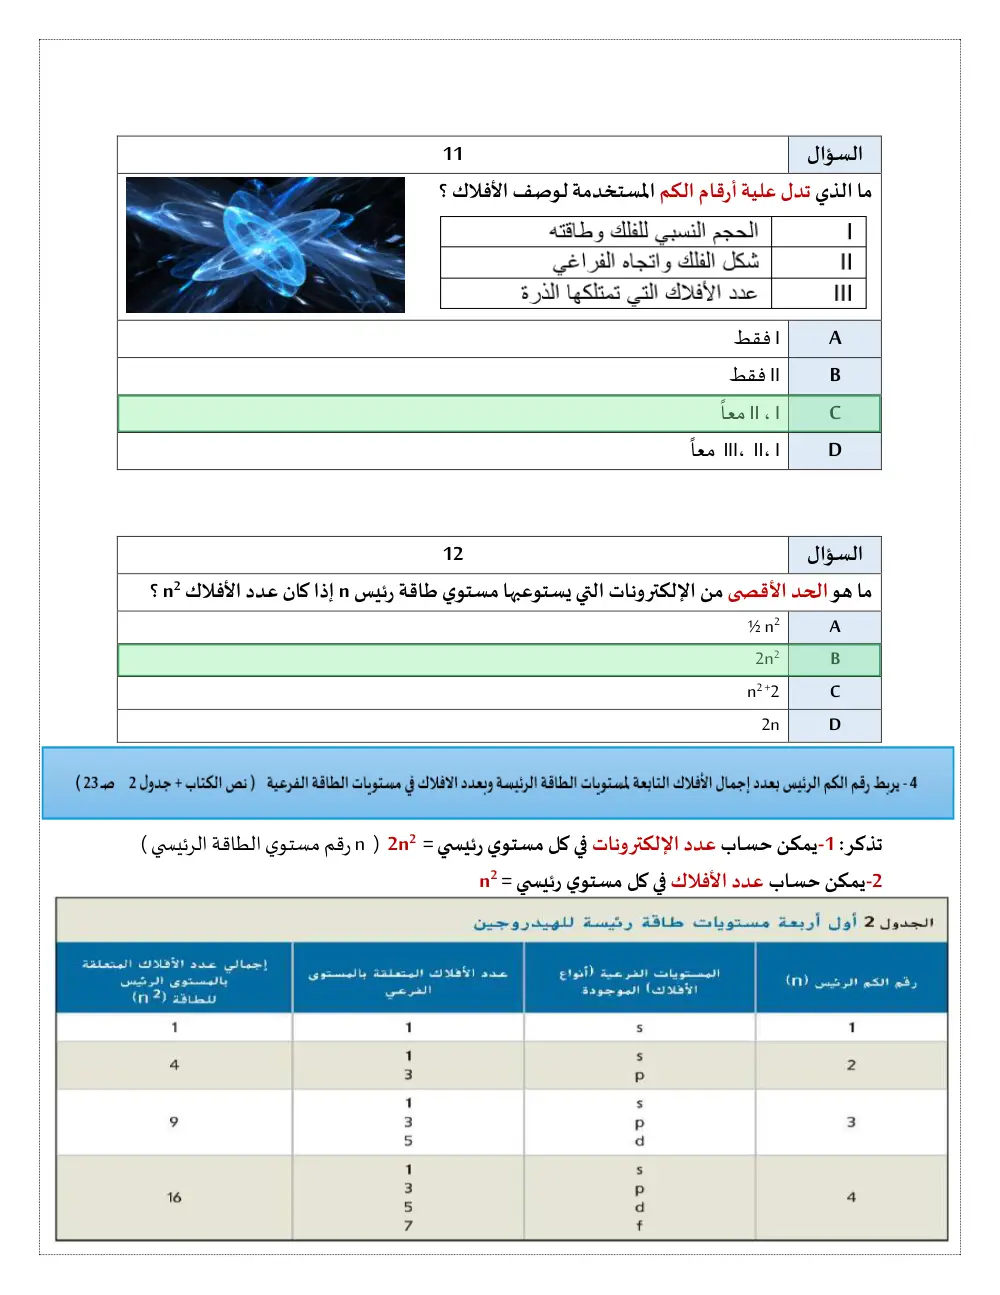 السؤال 11
ما الذي تدل علية أرقام الكم المستخدمة لوصف الأفلاك ؟
I الحجم النسبي للفلك وطاقته
II شكل الفلك واتجاه الفراغي
III عدد الأفلاك التي تمتلكها الذرة
A I فقط
B II فقط
C I ، II معاً
D I ،II ،III معاً
السؤال 12
ما هو الحد الأقصى من الإلكترونات التي يستوعبها مستوي طاقة رئيس n إذا كان عدد الأفلاك n² ؟
A ½ n²
B 2n²
C n²⁺2
D 2n
4- يربط رقم الكم الرئيس بعدد إجمال الأفلاك التابعة لمستويات الطاقة الرئيسة وبعدد الافلاك في مستويات الطاقة الفرعية ( نص الكتاب + جدول 2 صـ 23 )
تذكر: 1-يمكن حساب عدد الإلكترونات في كل مستوي رئيسي = 2n² ( n رقم مستوي الطاقة الرئيسي )
2-يمكن حساب عدد الأفلاك في كل مستوي رئيسي = n²
الجدول 2 أول أربعة مستويات طاقة رئيسة للهيدروجين
رقم الكم الرئيس (n) المستويات الفرعية (أنواع الأفلاك) الموجودة عدد الأفلاك المتعلقة بالمستوى الفرعي إجمالي عدد الأفلاك المتعلقة بالمستوى الرئيس للطاقة (n ²)
1 s 1 1
2 s 1 4
p 3
3 s 1 9
p 3
d 5
4 s 1 16
p 3
d 5
f 7